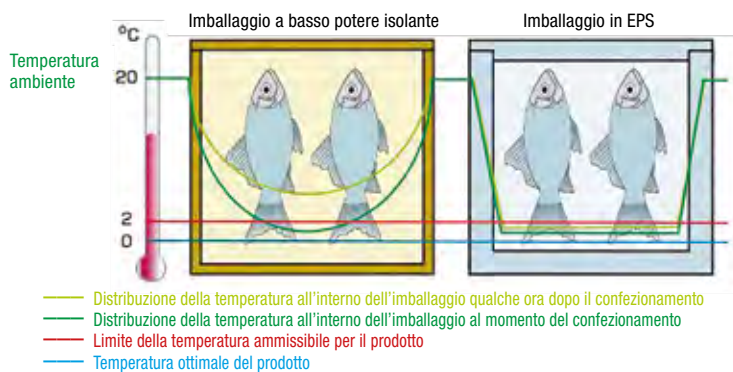 Imballaggio a basso potere isolante
Imballaggio in EPS
°C
Temperatura
ambiente
20
2
0
Distribuzione della temperatura all'interno dell'imballaggio qualche ora dopo il confezionamento
Distribuzione della temperatura all'interno dell'imballaggio al momento del confezionamento
Limite della temperatura ammissibile per il prodotto
Temperatura ottimale del prodotto